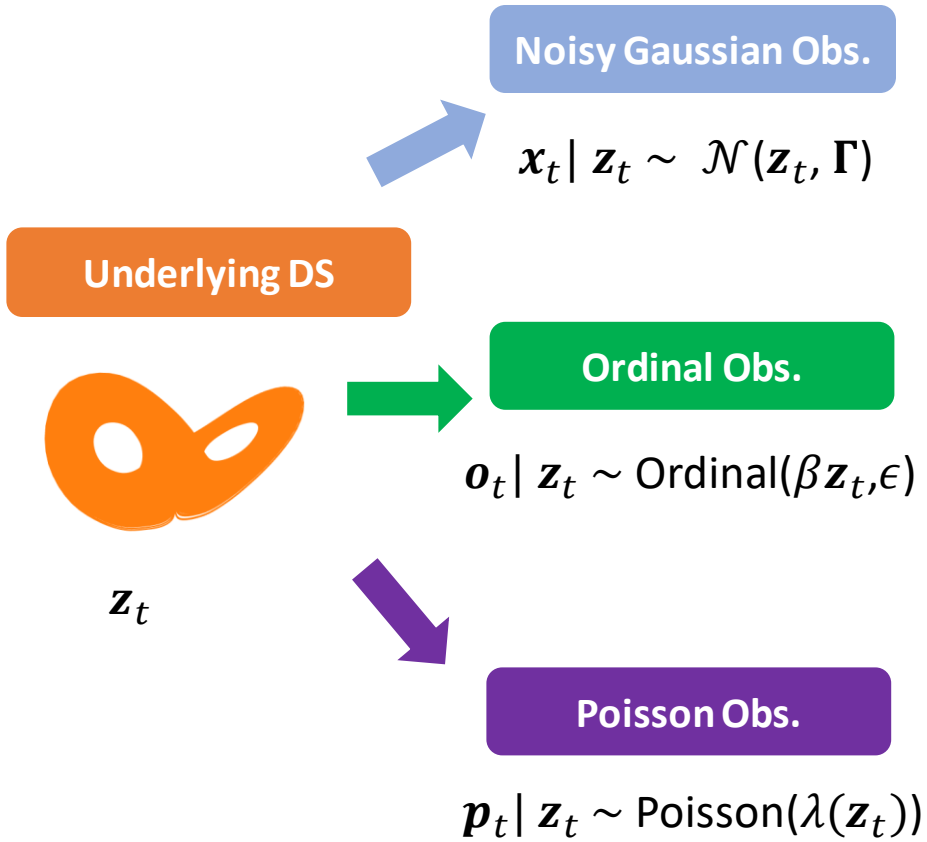 Noisy Gaussian Obs.
𝒙ₜ| 𝒛ₜ ~ 𝒩(𝒛ₜ, 𝚪)
Underlying DS
Ordinal Obs.
𝒐ₜ| 𝒛ₜ ~ Ordinal(𝛽𝒛ₜ,𝜖)
𝒛ₜ
Poisson Obs.
𝒑ₜ| 𝒛ₜ ~ Poisson(𝜆(𝒛ₜ))